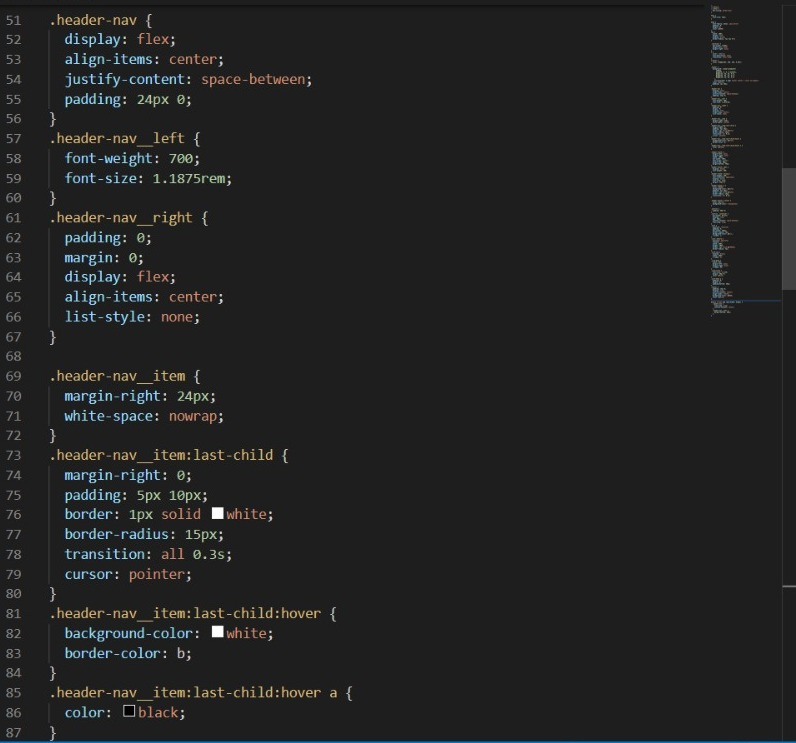 51 .header-nav {
52 display: flex;
53 align-items: center;
54 justify-content: space-between;
55 padding: 24px 0;
56 }
57 .header-nav__left {
58 font-weight: 700;
59 font-size: 1.1875rem;
60 }
61 .header-nav__right {
62 padding: 0;
63 margin: 0;
64 display: flex;
65 align-items: center;
66 list-style: none;
67 }
68
69 .header-nav__item {
70 margin-right: 24px;
71 white-space: nowrap;
72 }
73 .header-nav__item:last-child {
74 margin-right: 0;
75 padding: 5px 10px;
76 border: 1px solid white;
77 border-radius: 15px;
78 transition: all 0.3s;
79 cursor: pointer;
80 }
81 .header-nav__item:last-child:hover {
82 background-color: white;
83 border-color: b;
84 }
85 .header-nav__item:last-child:hover a {
86 color: black;
87 }